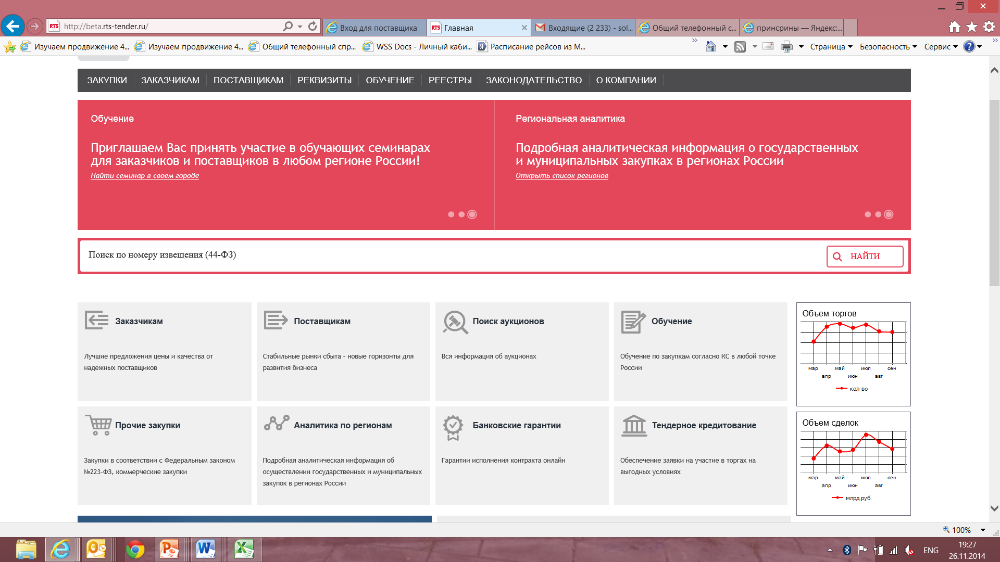 http://beta.rts-tender.ru/
Вход для поставщика
Главная
Входящие (2 233) - sol...
Общий телефонный с...
принсрины — Яндекс:...
Изучаем продвижение 4...
Изучаем продвижение 4...
Общий телефонный спр...
WSS Docs - Личный каби...
Расписание рейсов из М...
Страница
Безопасность
Сервис
ЗАКУПКИ
ЗАКАЗЧИКАМ
ПОСТАВЩИКАМ
РЕКВИЗИТЫ
ОБУЧЕНИЕ
РЕЕСТРЫ
ЗАКОНОДАТЕЛЬСТВО
О КОМПАНИИ
Обучение
Приглашаем Вас принять участие в обучающих семинарах
для заказчиков и поставщиков в любом регионе России!
Найти семинар в своем городе
Региональная аналитика
Подробная аналитическая информация о государственных
и муниципальных закупках в регионах России
Открыть список регионов
Поиск по номеру извещения (44-ФЗ)
НАЙТИ
Заказчикам
Лучшие предложения цены и качества от
надежных поставщиков
Поставщикам
Стабильные рынки сбыта - новые горизонты для
развития бизнеса
Поиск аукционов
Вся информация об аукционах
Обучение
Обучение по закупкам согласно КС в любой точке
России
Объем торгов
мар
апр
май
июн
июл
авг
сен
кол-во
Прочие закупки
Закупки в соответствии с Федеральным законом
№223-ФЗ, коммерческие закупки
Аналитика по регионам
Подробная аналитическая информация об
осуществлении государственных и муниципальных
закупок в регионах России
Банковские гарантии
Гарантии исполнения контракта онлайн
Тендерное кредитование
Обеспечение заявки на участие в торгах на
выгодных условиях
Объем сделок
мар
апр
май
июн
июл
авг
сен
млрд.руб.
100%
ENG
19:27
26.11.2014